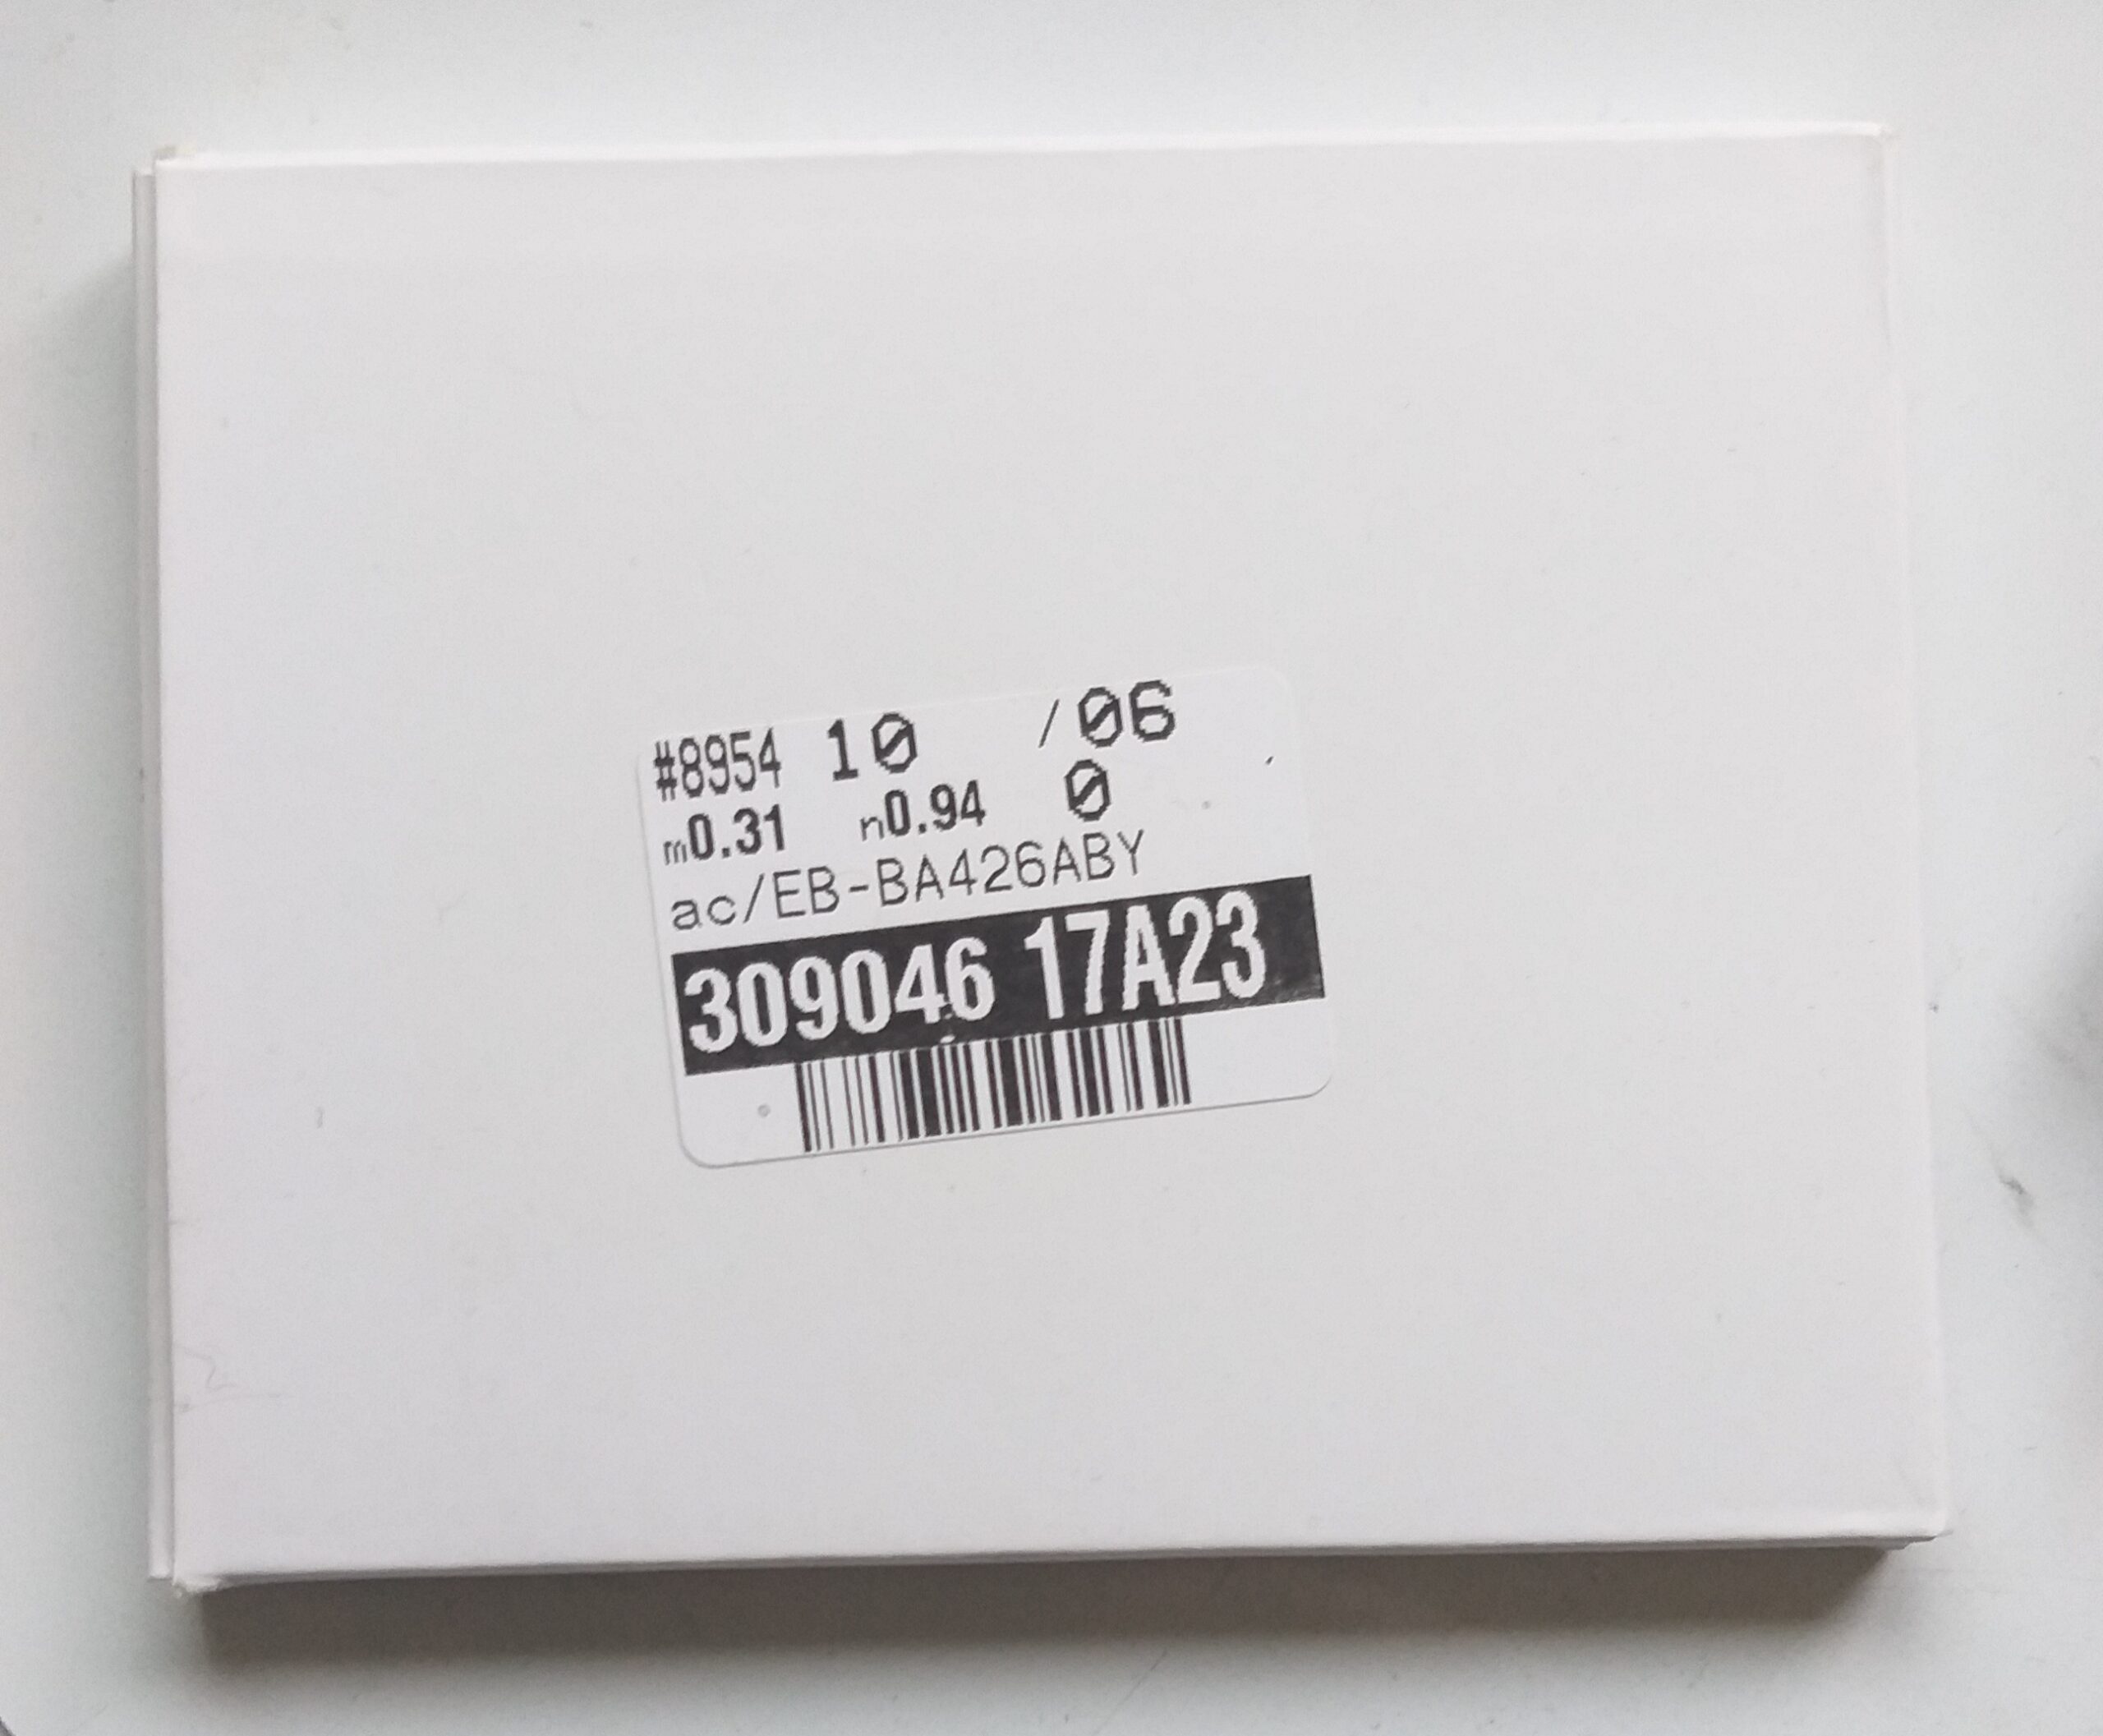 #8954 10 /06
m0.31 n0.94 0
ac/EB-BA426ABY
309046 17A23